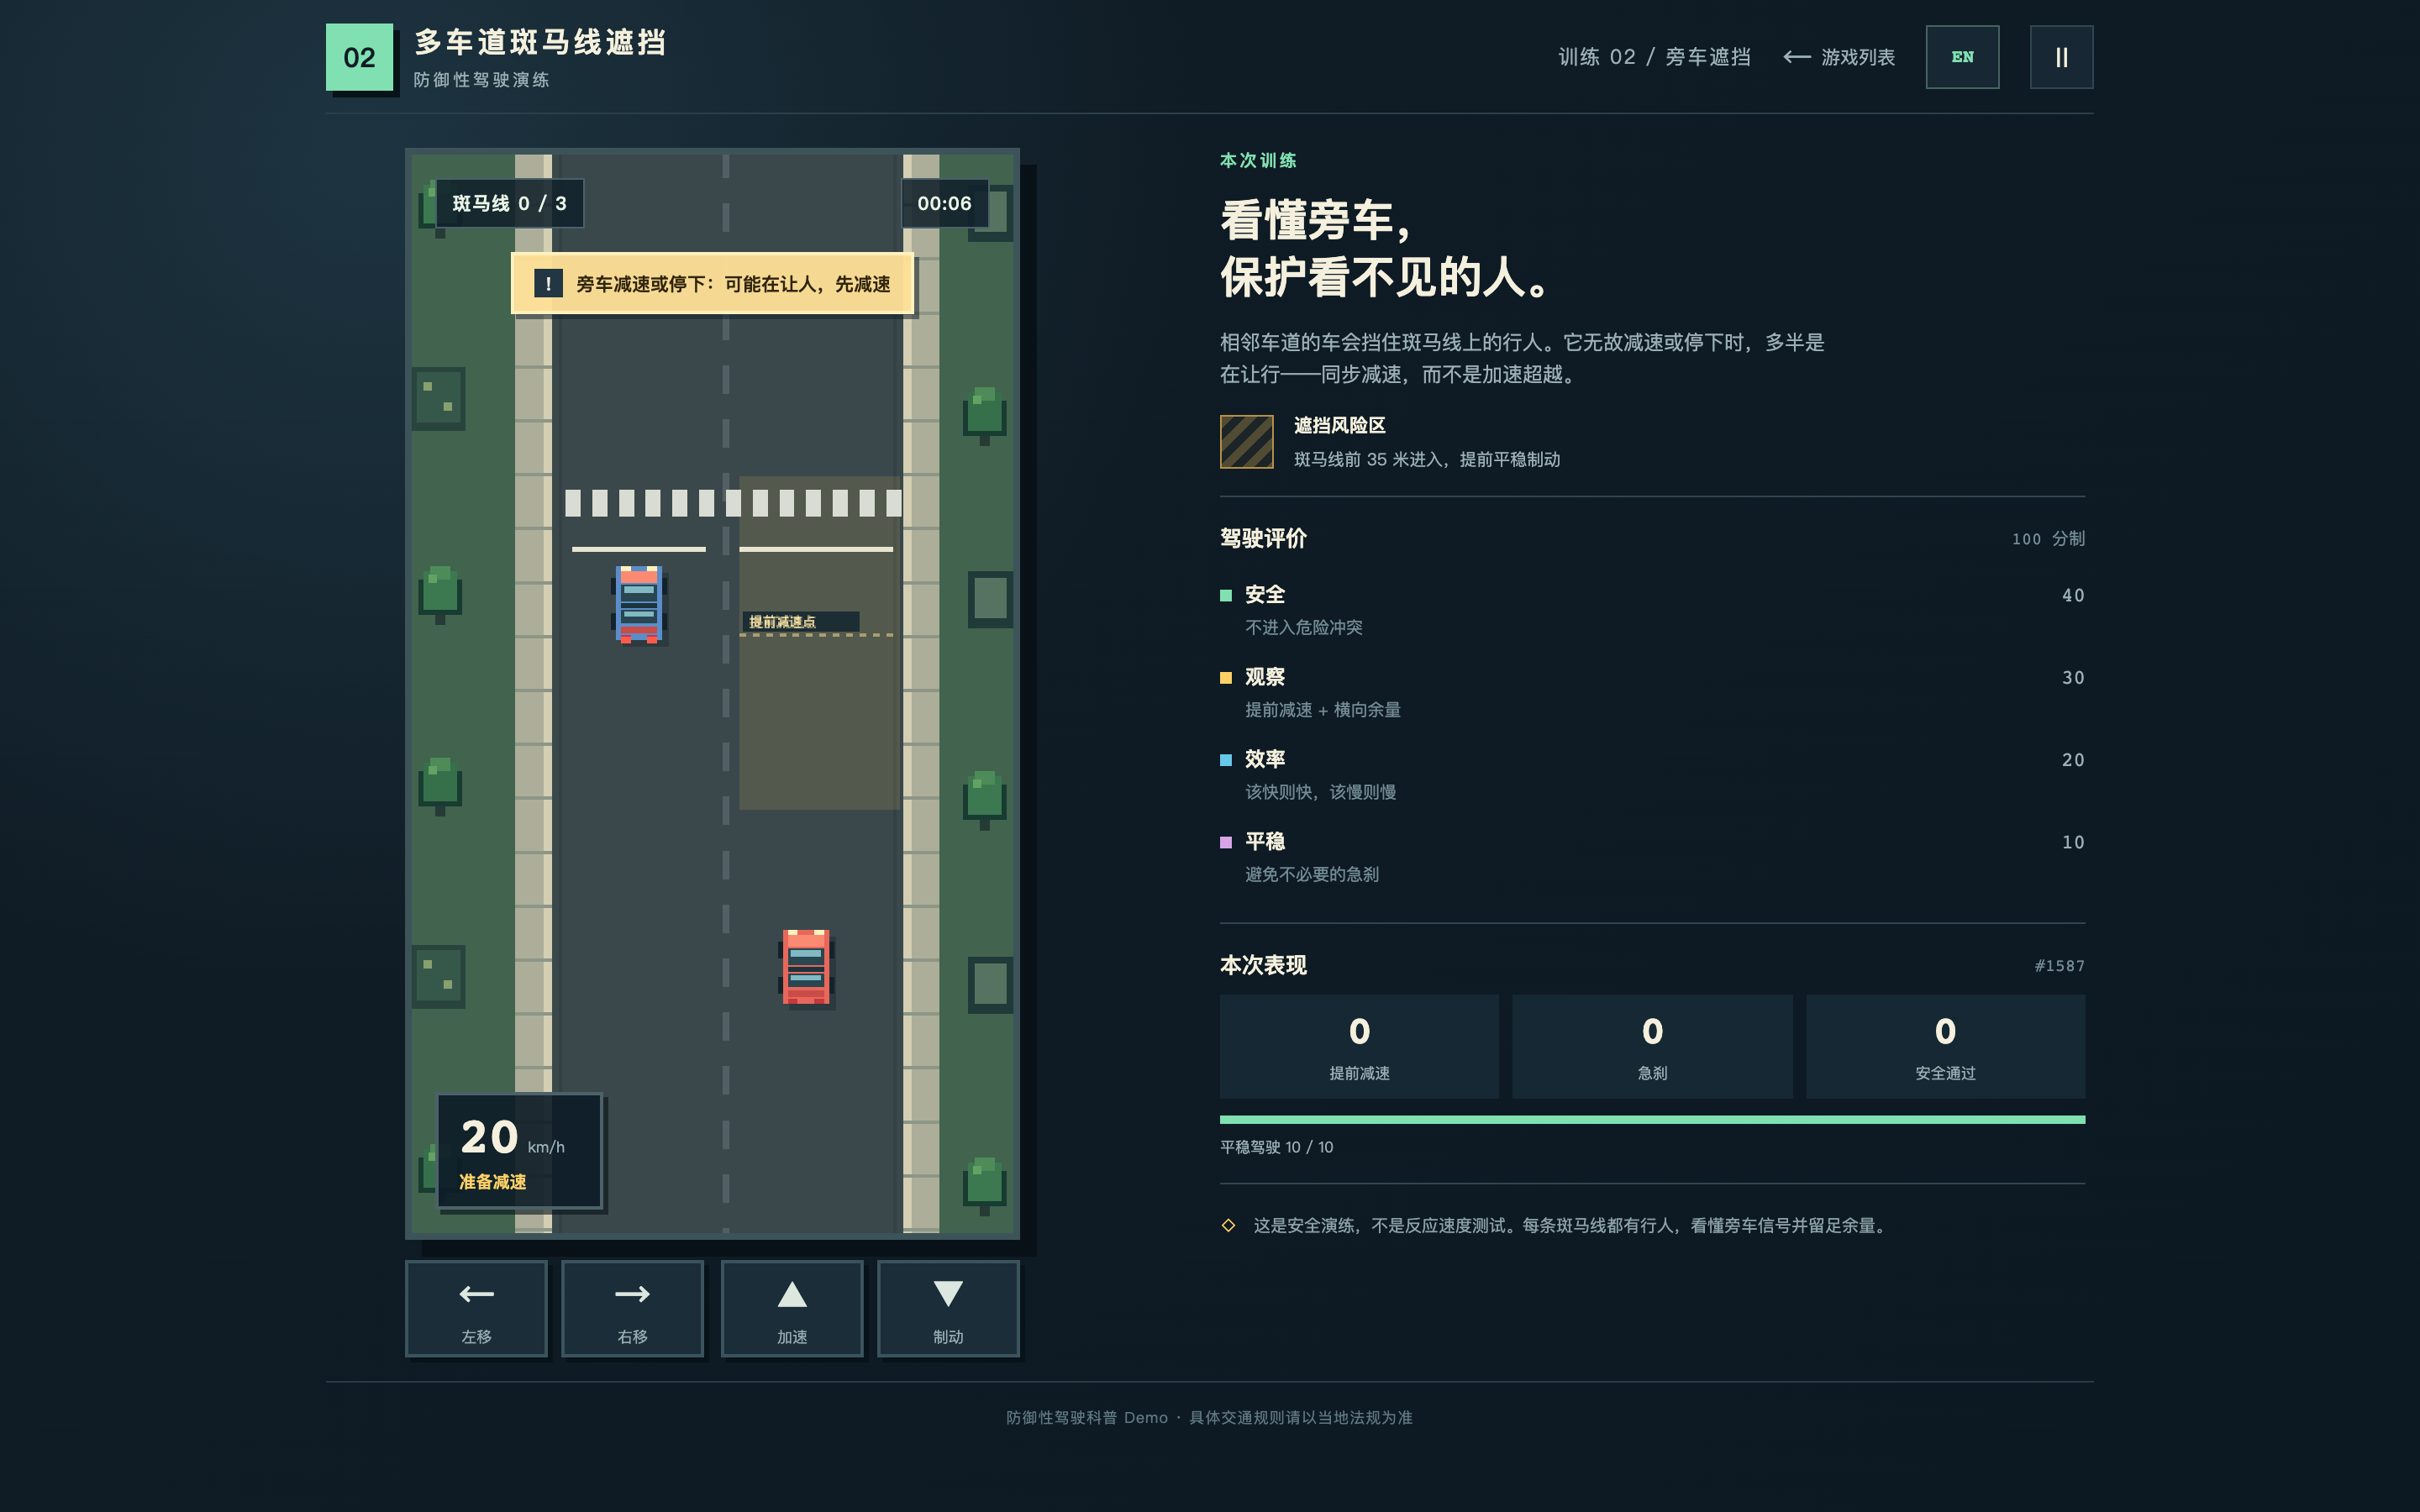 02
多车道斑马线遮挡
防御性驾驶演练
训练 02 / 旁车遮挡
← 游戏列表
EN
斑马线 0 / 3
00:06
! 旁车减速或停下：可能在让人，先减速
提前减速点
20 km/h
准备减速
← 左移
→ 右移
▲ 加速
▼ 制动
本次训练
看懂旁车，
保护看不见的人。
相邻车道的车会挡住斑马线上的行人。它无故减速或停下时，多半是
在让行——同步减速，而不是加速超越。
遮挡风险区
斑马线前 35 米进入，提前平稳制动
驾驶评价
100 分制
安全 40
不进入危险冲突
观察 30
提前减速 + 横向余量
效率 20
该快则快，该慢则慢
平稳 10
避免不必要的急刹
本次表现
#1587
0 提前减速
0 急刹
0 安全通过
平稳驾驶 10 / 10
这是安全演练，不是反应速度测试。每条斑马线都有行人，看懂旁车信号并留足余量。
防御性驾驶科普 Demo · 具体交通规则请以当地法规为准